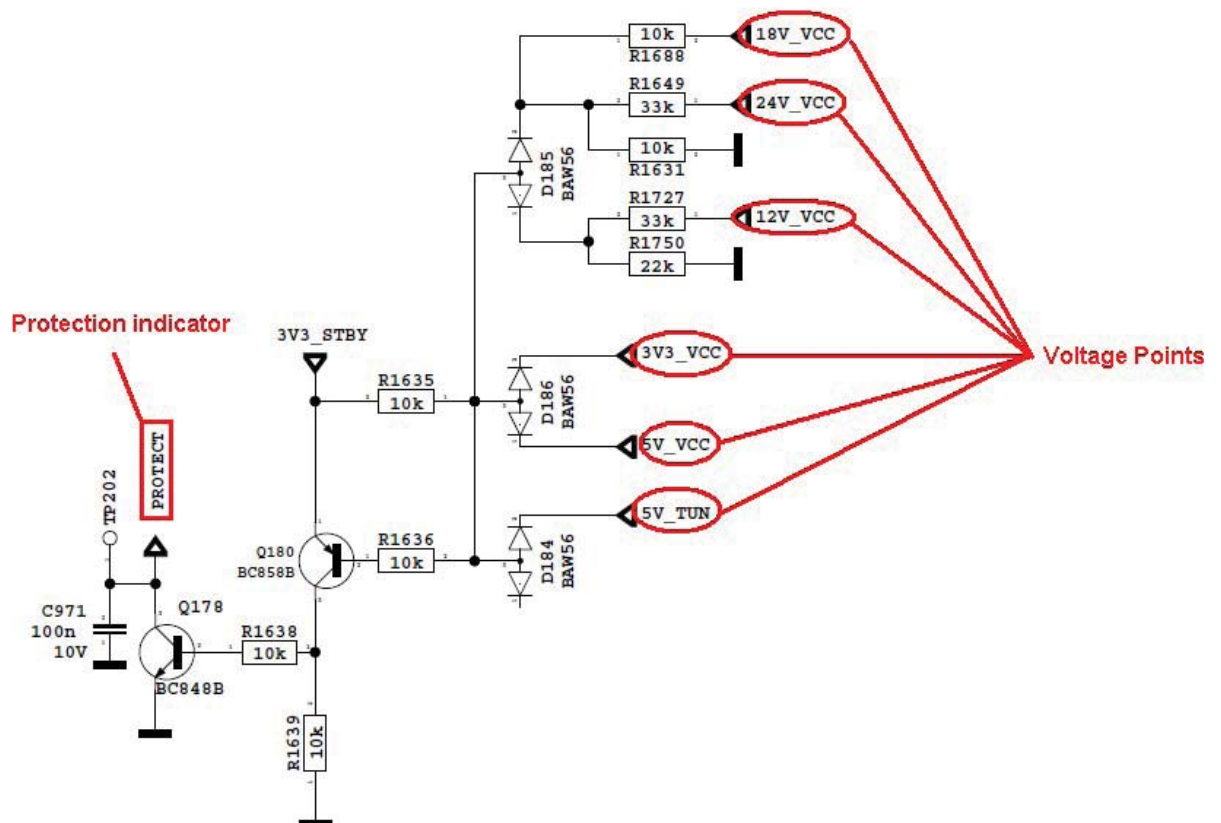 10k
18V_VCC
R1688
R1649
33k
24V_VCC
10k
R1631
D185
BAW56
R1727
33k
12V_VCC
R1750
22k
Protection indicator
3V3_STBY
3V3_VCC
Voltage Points
R1635
10k
D186
BAW56
PROTECT
5V_VCC
TP202
5V_TUN
Q180
BC858B
R1636
10k
D184
BAW56
C971
100n
10V
Q178
R1638
10k
BC848B
R1639
10k